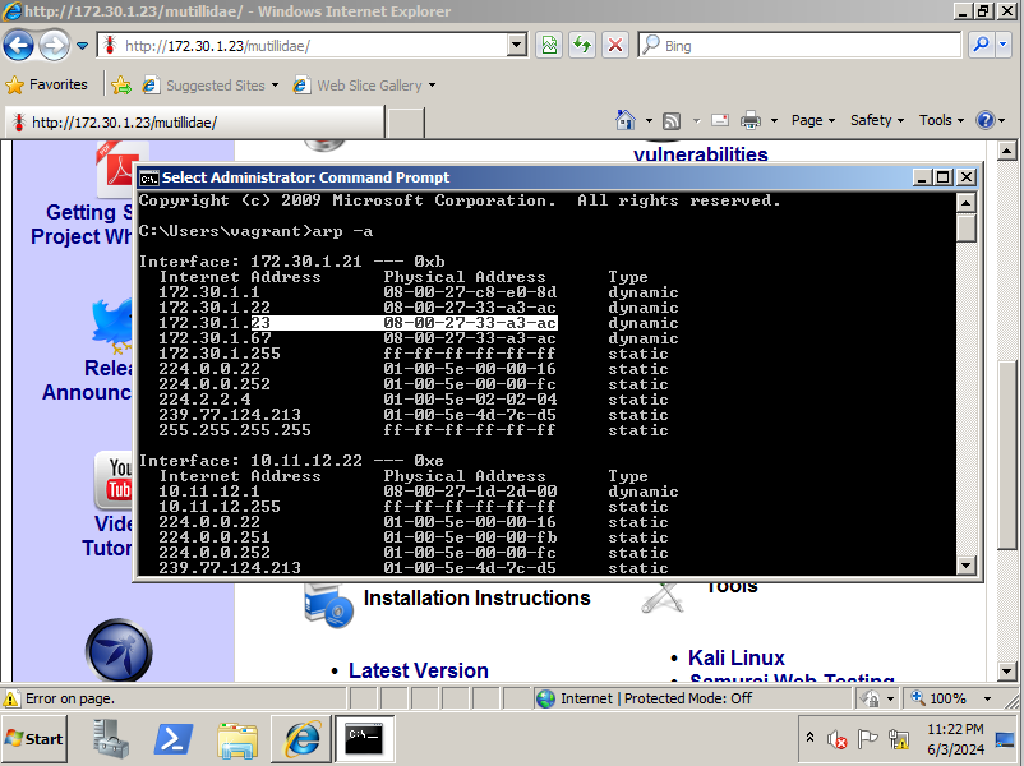 http://172.30.1.23/mutillidae/ - Windows Internet Explorer
http://172.30.1.23/mutillidae/
Bing
Favorites
Suggested Sites
Web Slice Gallery
http://172.30.1.23/mutillidae/
Page
Safety
Tools
vulnerabilities
PDF
Getting S
Project Wh
Relea
Announc
You
Tub
Vide
Tutor
Select Administrator: Command Prompt
Copyright (c) 2009 Microsoft Corporation. All rights reserved.
C:\Users\vagrant>arp -a
Interface: 172.30.1.21 --- 0xb
Internet Address Physical Address Type
172.30.1.1 08-00-27-c8-e0-8d dynamic
172.30.1.22 08-00-27-33-a3-ac dynamic
172.30.1.23 08-00-27-33-a3-ac dynamic
172.30.1.67 08-00-27-33-a3-ac dynamic
172.30.1.255 ff-ff-ff-ff-ff-ff static
224.0.0.22 01-00-5e-00-00-16 static
224.0.0.252 01-00-5e-00-00-fc static
224.2.2.4 01-00-5e-02-02-04 static
239.77.124.213 01-00-5e-4d-7c-d5 static
255.255.255.255 ff-ff-ff-ff-ff-ff static
Interface: 10.11.12.22 --- 0xe
Internet Address Physical Address Type
10.11.12.1 08-00-27-1d-2d-00 dynamic
10.11.12.255 ff-ff-ff-ff-ff-ff static
224.0.0.22 01-00-5e-00-00-16 static
224.0.0.251 01-00-5e-00-00-fb static
224.0.0.252 01-00-5e-00-00-fc static
239.77.124.213 01-00-5e-4d-7c-d5 static
Installation Instructions
Tools
• Latest Version
• Kali Linux
• Samurai Web Testing
Error on page.
Internet | Protected Mode: Off
100%
Start
C:\_
11:22 PM
6/3/2024